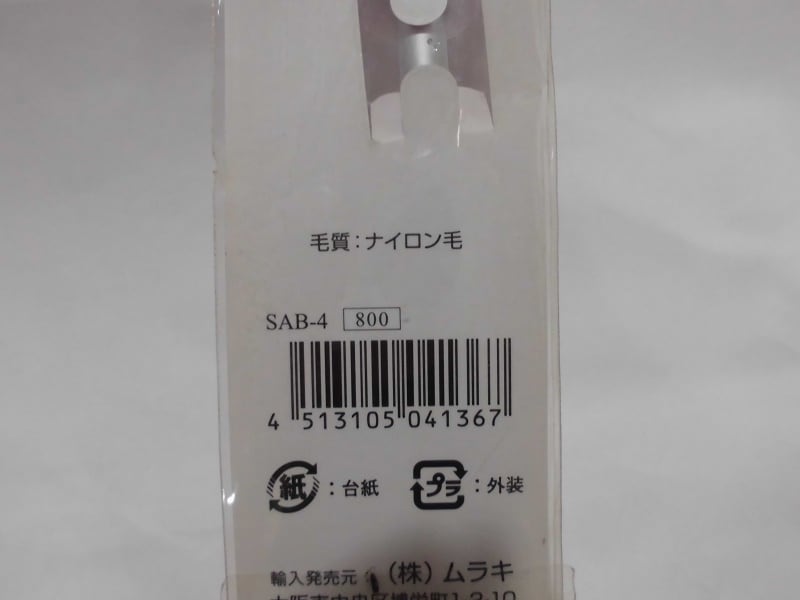 毛質：ナイロン毛
SAB-4 800
4 513105 041367
紙：台紙 プラ：外装
輸入発売元 （株）ムラキ